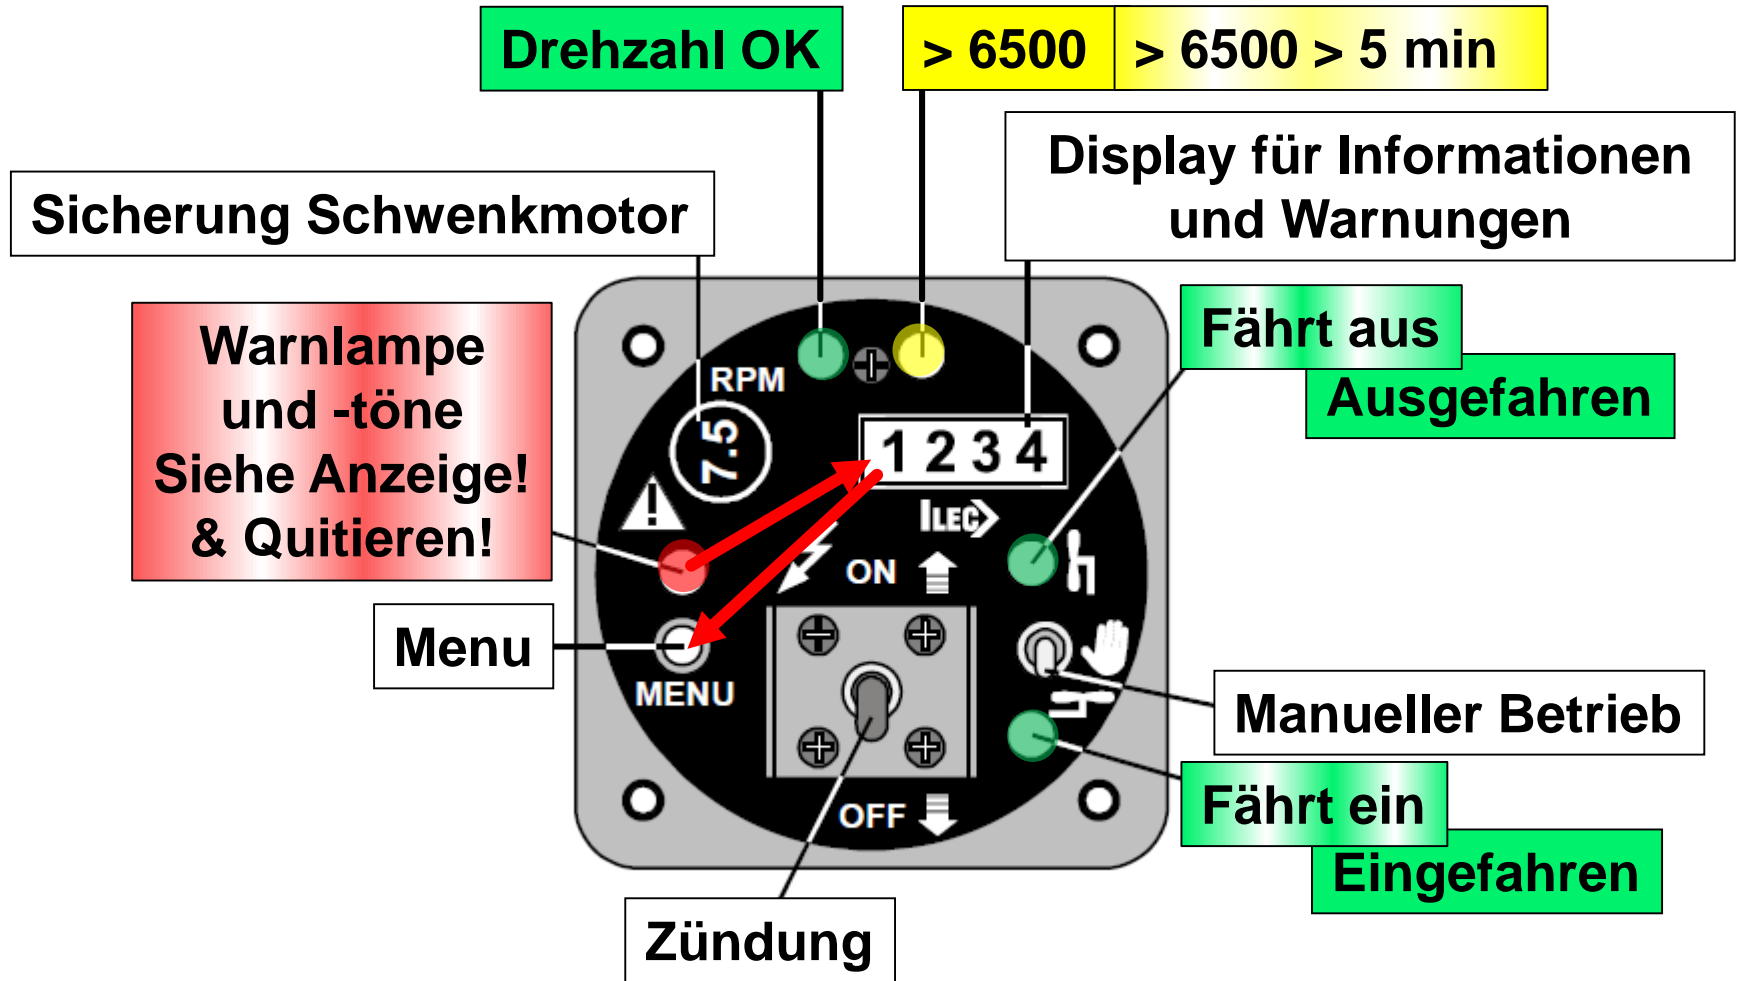 Drehzahl OK
> 6500
> 6500 > 5 min
Display für Informationen
und Warnungen
Sicherung Schwenkmotor
Warnlampe
und -töne
Siehe Anzeige!
& Quitieren!
Fährt aus
Ausgefahren
RPM
7.5
1 2 3 4
ILEC
ON
Menu
MENU
Manueller Betrieb
Fährt ein
Eingefahren
OFF
Zündung